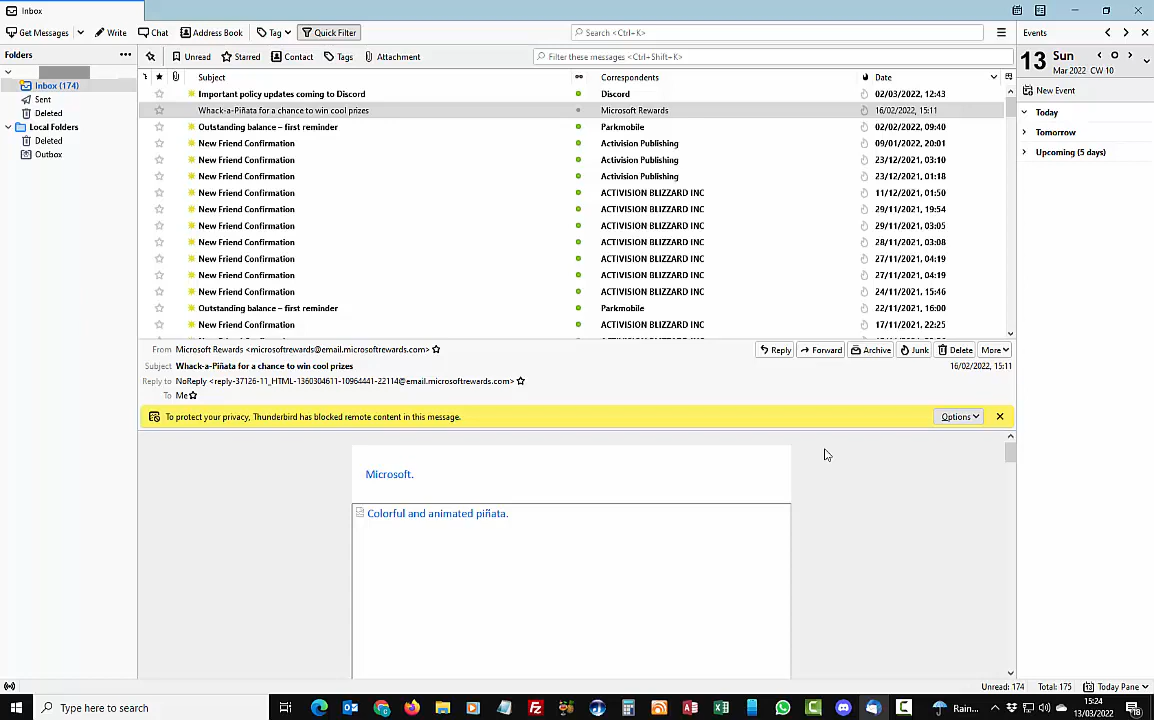 Inbox
Get Messages Write Chat Address Book Tag Quick Filter Search <Ctrl+K> Events
Folders Unread Starred Contact Tags Attachment Filter these messages <Ctrl+Shift+K> 13 Sun Mar 2022 CW 10
Subject Correspondents Date
Inbox (174) Important policy updates coming to Discord Discord 02/03/2022, 12:43 New Event
Sent Whack-a-Piñata for a chance to win cool prizes Microsoft Rewards 16/02/2022, 15:11 Today
Deleted Outstanding balance – first reminder Parkmobile 02/02/2022, 09:40 Tomorrow
Local Folders New Friend Confirmation Activision Publishing 09/01/2022, 20:01 Upcoming (5 days)
Deleted New Friend Confirmation Activision Publishing 23/12/2021, 03:10
Outbox New Friend Confirmation Activision Publishing 23/12/2021, 01:18
New Friend Confirmation ACTIVISION BLIZZARD INC 11/12/2021, 01:50
New Friend Confirmation ACTIVISION BLIZZARD INC 29/11/2021, 19:54
New Friend Confirmation ACTIVISION BLIZZARD INC 29/11/2021, 03:05
New Friend Confirmation ACTIVISION BLIZZARD INC 28/11/2021, 03:08
New Friend Confirmation ACTIVISION BLIZZARD INC 27/11/2021, 04:19
New Friend Confirmation ACTIVISION BLIZZARD INC 27/11/2021, 04:19
New Friend Confirmation ACTIVISION BLIZZARD INC 24/11/2021, 15:46
Outstanding balance – first reminder Parkmobile 22/11/2021, 16:00
New Friend Confirmation ACTIVISION BLIZZARD INC 17/11/2021, 22:25
From Microsoft Rewards <microsoftrewards@email.microsoftrewards.com> Reply Forward Archive Junk Delete More
Subject Whack-a-Piñata for a chance to win cool prizes 16/02/2022, 15:11
Reply to NoReply <reply-37126-11_HTML-1360304611-10964441-22114@email.microsoftrewards.com>
To Me
To protect your privacy, Thunderbird has blocked remote content in this message. Options
Microsoft.
Colorful and animated piñata.
Unread: 174 Total: 175 13 Today Pane
Type here to search Rain... 15:24
13/03/2022 18